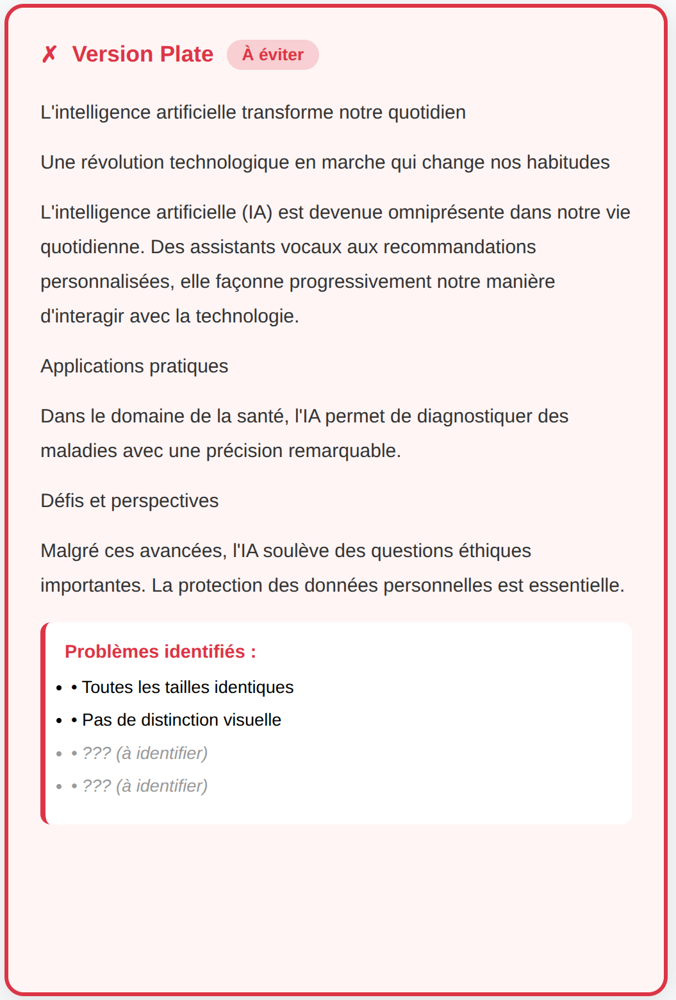 ✗ Version Plate À éviter
L'intelligence artificielle transforme notre quotidien
Une révolution technologique en marche qui change nos habitudes
L'intelligence artificielle (IA) est devenue omniprésente dans notre vie
quotidienne. Des assistants vocaux aux recommandations
personnalisées, elle façonne progressivement notre manière
d'interagir avec la technologie.
Applications pratiques
Dans le domaine de la santé, l'IA permet de diagnostiquer des
maladies avec une précision remarquable.
Défis et perspectives
Malgré ces avancées, l'IA soulève des questions éthiques
importantes. La protection des données personnelles est essentielle.
Problèmes identifiés :
• • Toutes les tailles identiques
• • Pas de distinction visuelle
• • ??? (à identifier)
• • ??? (à identifier)